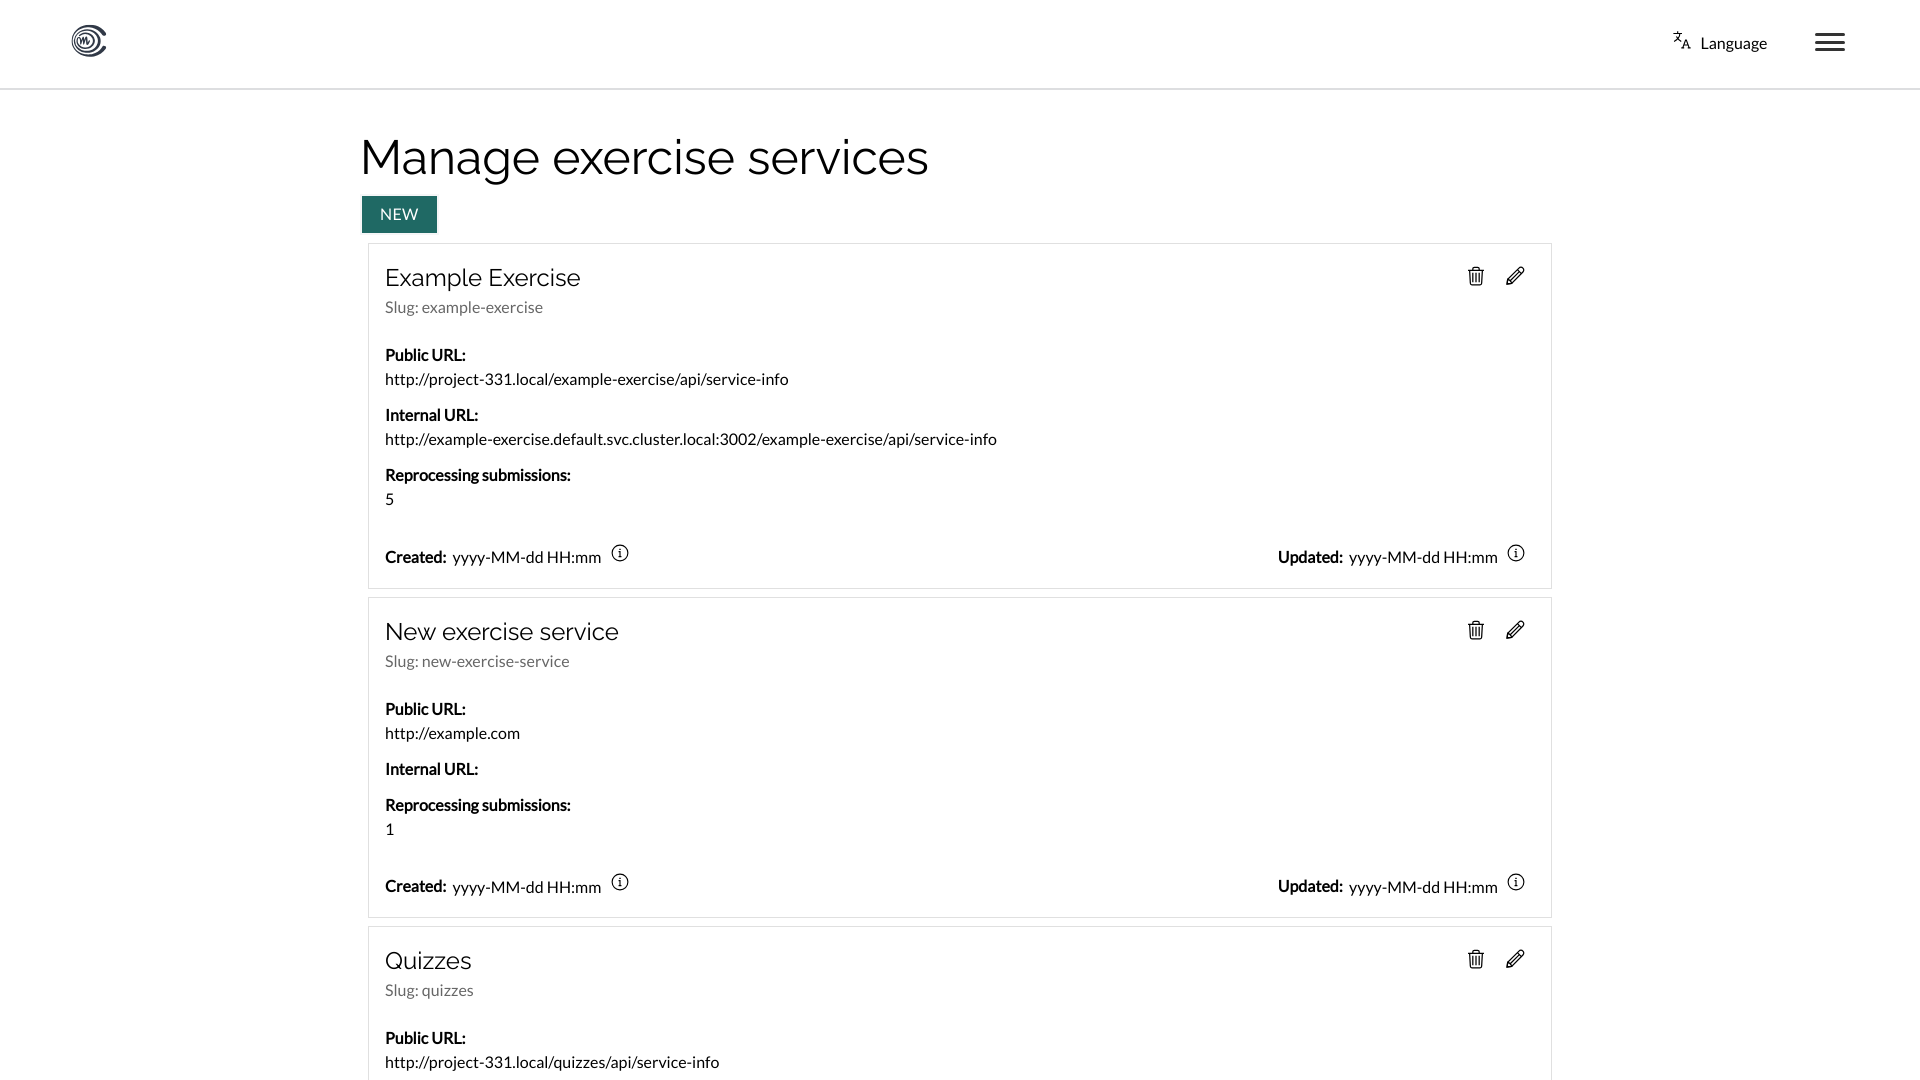 Language
Manage exercise services
NEW
Example Exercise
Slug: example-exercise
Public URL:
http://project-331.local/example-exercise/api/service-info
Internal URL:
http://example-exercise.default.svc.cluster.local:3002/example-exercise/api/service-info
Reprocessing submissions:
5
Created: yyyy-MM-dd HH:mm
Updated: yyyy-MM-dd HH:mm
New exercise service
Slug: new-exercise-service
Public URL:
http://example.com
Internal URL:
Reprocessing submissions:
1
Created: yyyy-MM-dd HH:mm
Updated: yyyy-MM-dd HH:mm
Quizzes
Slug: quizzes
Public URL:
http://project-331.local/quizzes/api/service-info